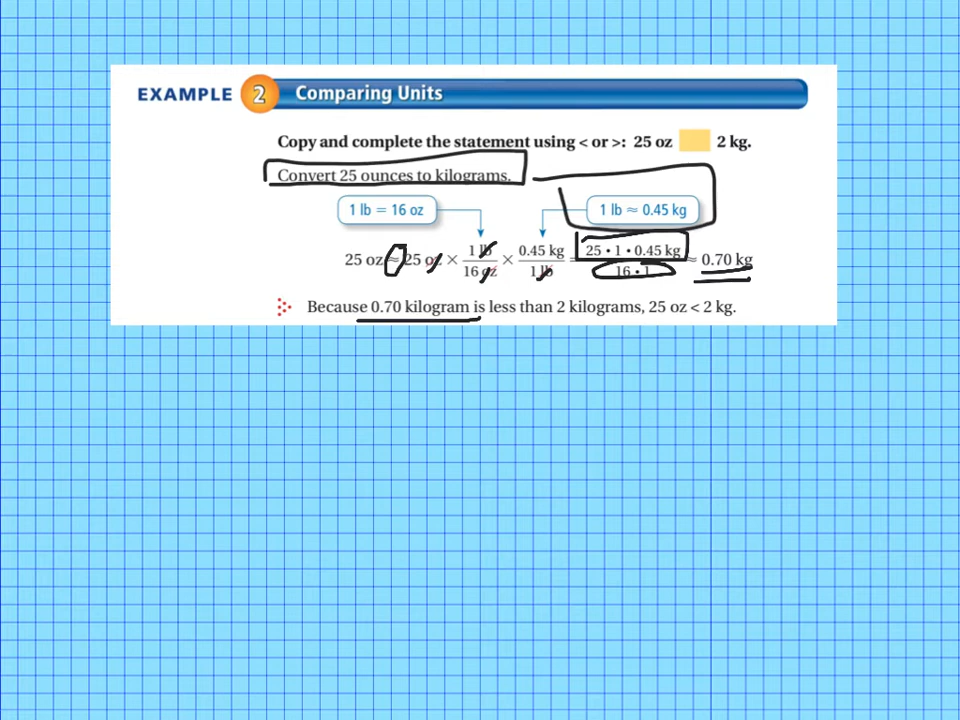 EXAMPLE 2 Comparing Units
Copy and complete the statement using < or >: 25 oz 2 kg.
Convert 25 ounces to kilograms.
1 lb = 16 oz 1 lb ≈ 0.45 kg
25 oz ≈ 25 oz × 1 lb / 16 oz × 0.45 kg / 1 lb = 25 • 1 • 0.45 kg / 16 • 1 ≈ 0.70 kg
Because 0.70 kilogram is less than 2 kilograms, 25 oz < 2 kg.